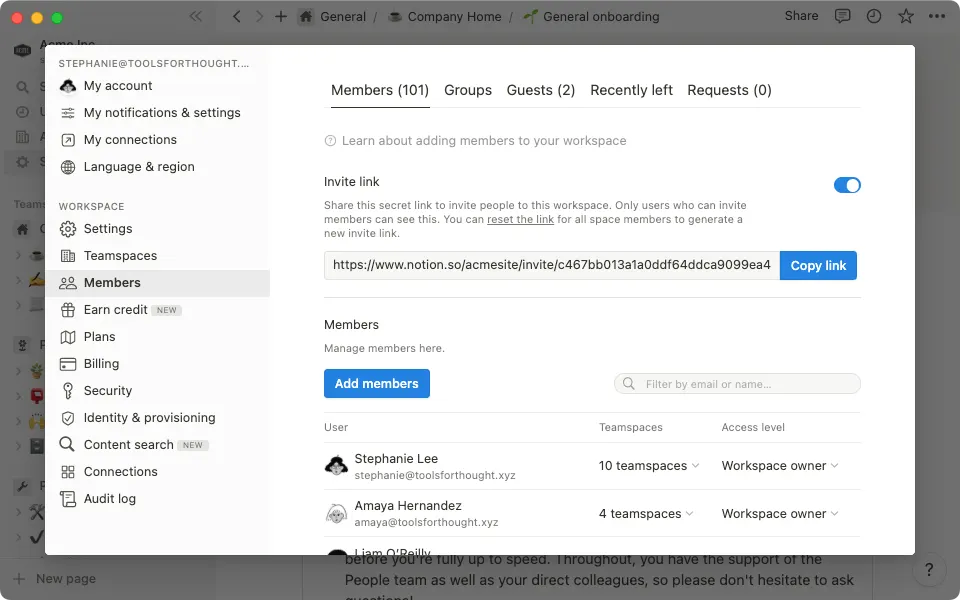 General / Company Home / General onboarding Share
Acme Inc
STEPHANIE@TOOLSFORTHOUGHT....
My account
My notifications & settings
My connections
Language & region
WORKSPACE
Settings
Teamspaces
Members
Earn credit NEW
Plans
Billing
Security
Identity & provisioning
Content search NEW
Connections
Audit log
Teams
New page
Members (101) Groups Guests (2) Recently left Requests (0)
Learn about adding members to your workspace
Invite link
Share this secret link to invite people to this workspace. Only users who can invite
members can see this. You can reset the link for all space members to generate a
new invite link.
https://www.notion.so/acmesite/invite/c467bb013a1a0ddf64ddca9099ea4 Copy link
Members
Manage members here.
Add members Filter by email or name...
User Teamspaces Access level
Stephanie Lee
stephanie@toolsforthought.xyz
10 teamspaces Workspace owner
Amaya Hernandez
amaya@toolsforthought.xyz
4 teamspaces Workspace owner
Liam O'Reilly
before you're fully up to speed. Throughout, you have the support of the
People team as well as your direct colleagues, so please don't hesitate to ask
questions!
?